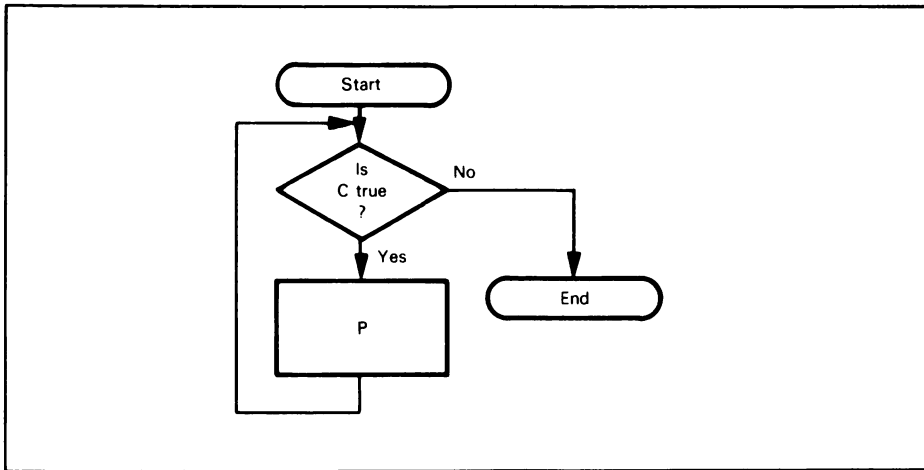 Start
Is
C true
?
No
Yes
P
End